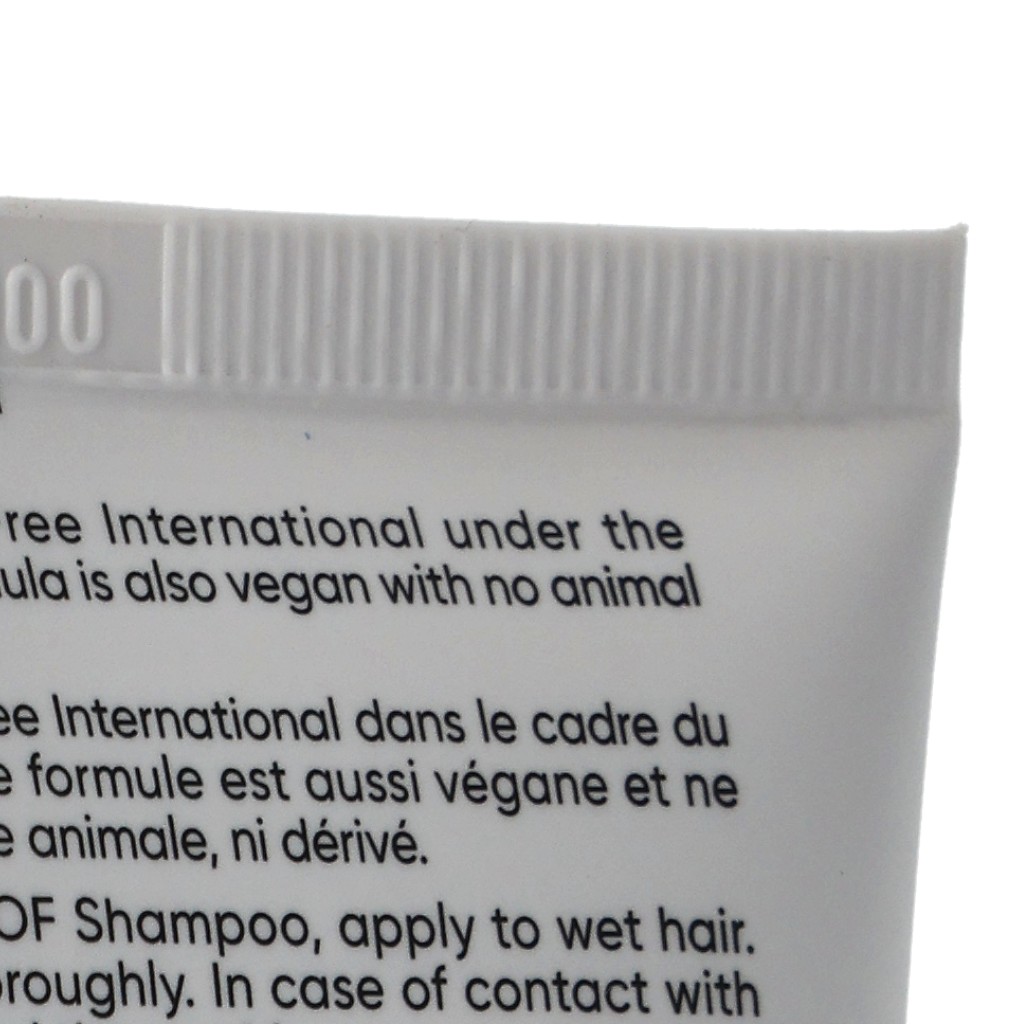 00
ree International under the
ula is also vegan with no animal
ee International dans le cadre du
e formule est aussi végane et ne
e animale, ni dérivé.
OF Shampoo, apply to wet hair.
oroughly. In case of contact with